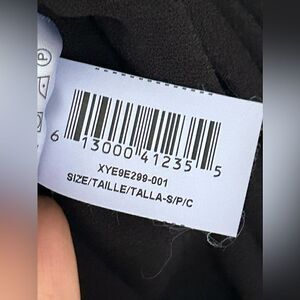 P
6 13000 41235 5
XYE9E299-001
SIZE/TAILLE/TALLA-S/P/C